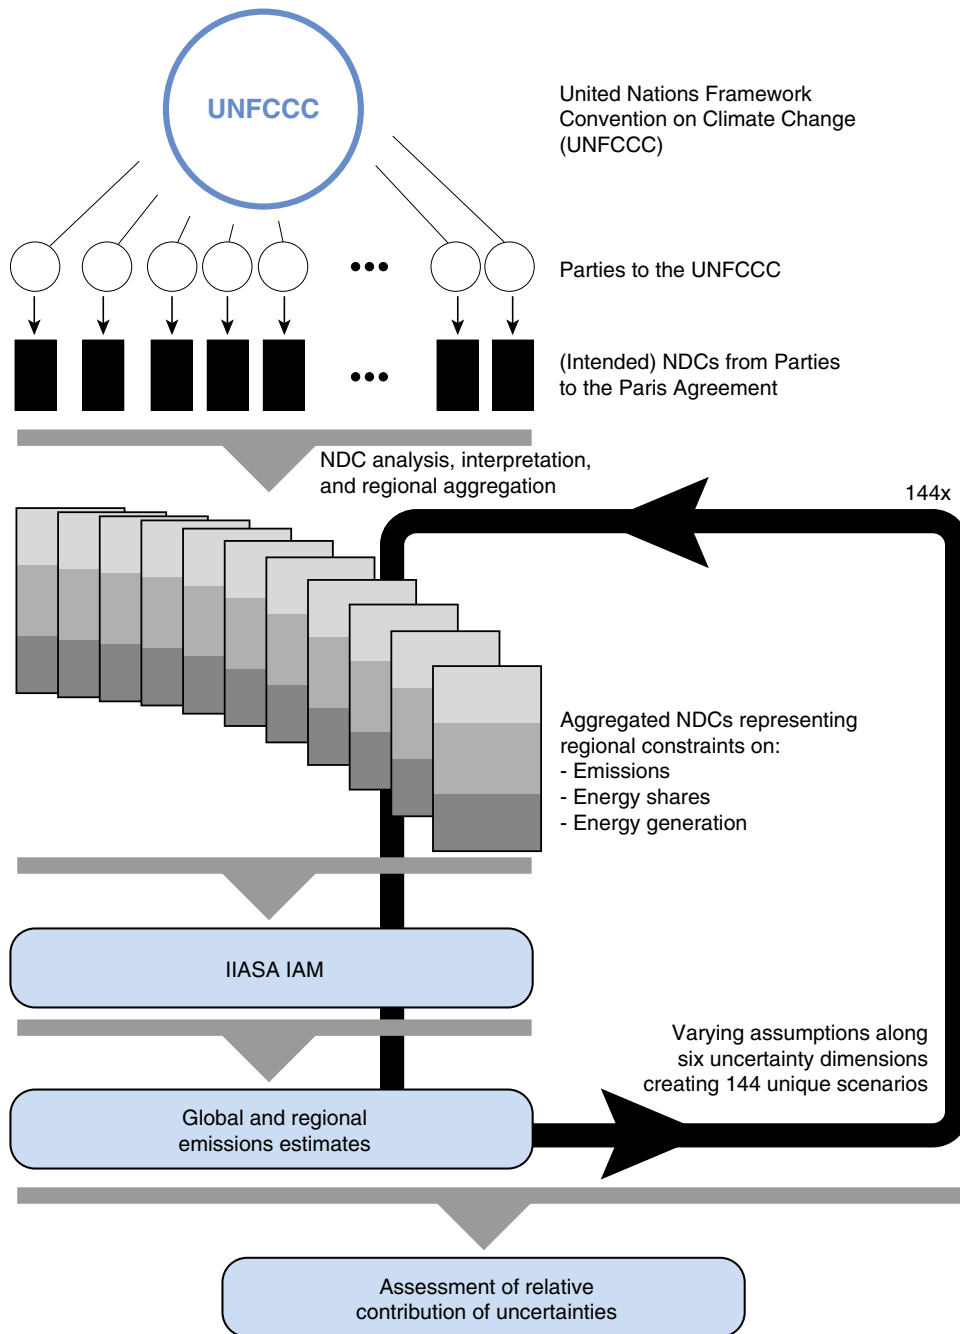 UNFCCC
United Nations Framework
Convention on Climate Change
(UNFCCC)
Parties to the UNFCCC
(Intended) NDCs from Parties
to the Paris Agreement
NDC analysis, interpretation,
and regional aggregation
144x
Aggregated NDCs representing
regional constraints on:
- Emissions
- Energy shares
- Energy generation
IIASA IAM
Varying assumptions along
six uncertainty dimensions
creating 144 unique scenarios
Global and regional
emissions estimates
Assessment of relative
contribution of uncertainties